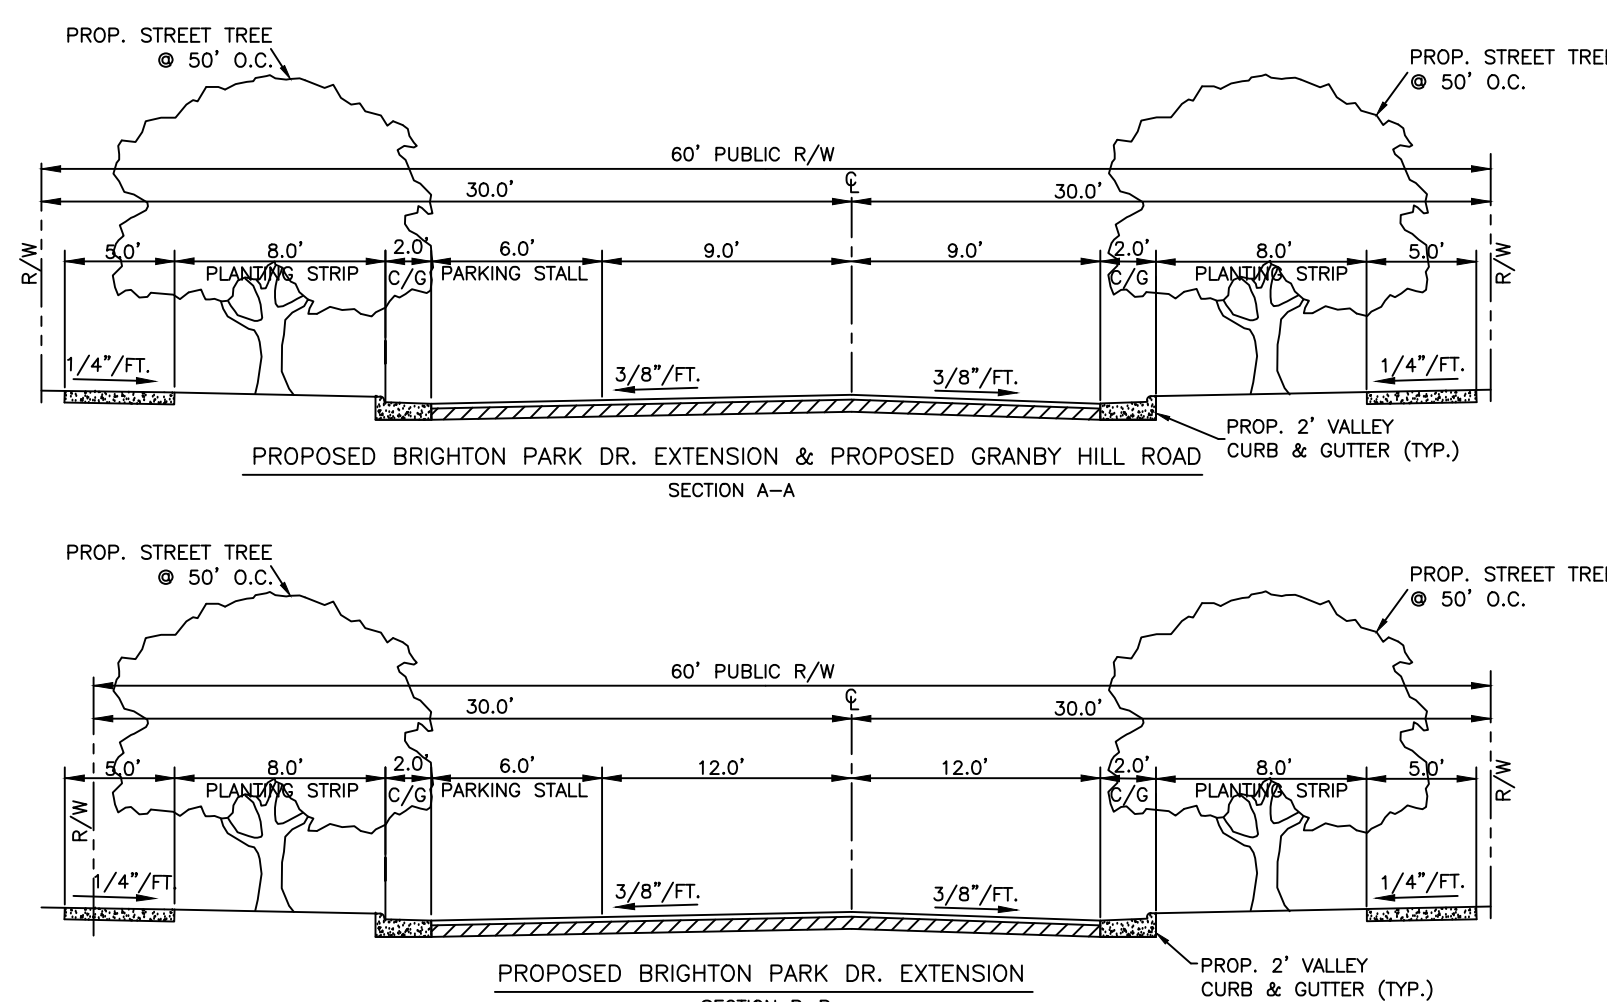 PROP. STREET TREE
@ 50' O.C.
PROP. STREET TREE
@ 50' O.C.
60' PUBLIC R/W
℄
30.0'
30.0'
R/W
5.0'
8.0'
2.0'
6.0'
9.0'
9.0'
2.0'
8.0'
5.0'
R/W
PLANTING STRIP
C/G
PARKING STALL
C/G
PLANTING STRIP
1/4"/FT.
3/8"/FT.
3/8"/FT.
1/4"/FT.
PROP. 2' VALLEY
CURB & GUTTER (TYP.)
PROPOSED BRIGHTON PARK DR. EXTENSION & PROPOSED GRANBY HILL ROAD
SECTION A-A
PROP. STREET TREE
@ 50' O.C.
PROP. STREET TREE
@ 50' O.C.
60' PUBLIC R/W
℄
30.0'
30.0'
5.0'
8.0'
2.0'
6.0'
12.0'
12.0'
2.0'
8.0'
5.0'
R/W
R/W
PLANTING STRIP
C/G
PARKING STALL
C/G
PLANTING STRIP
1/4"/FT.
3/8"/FT.
3/8"/FT.
1/4"/FT.
PROP. 2' VALLEY
CURB & GUTTER (TYP.)
PROPOSED BRIGHTON PARK DR. EXTENSION